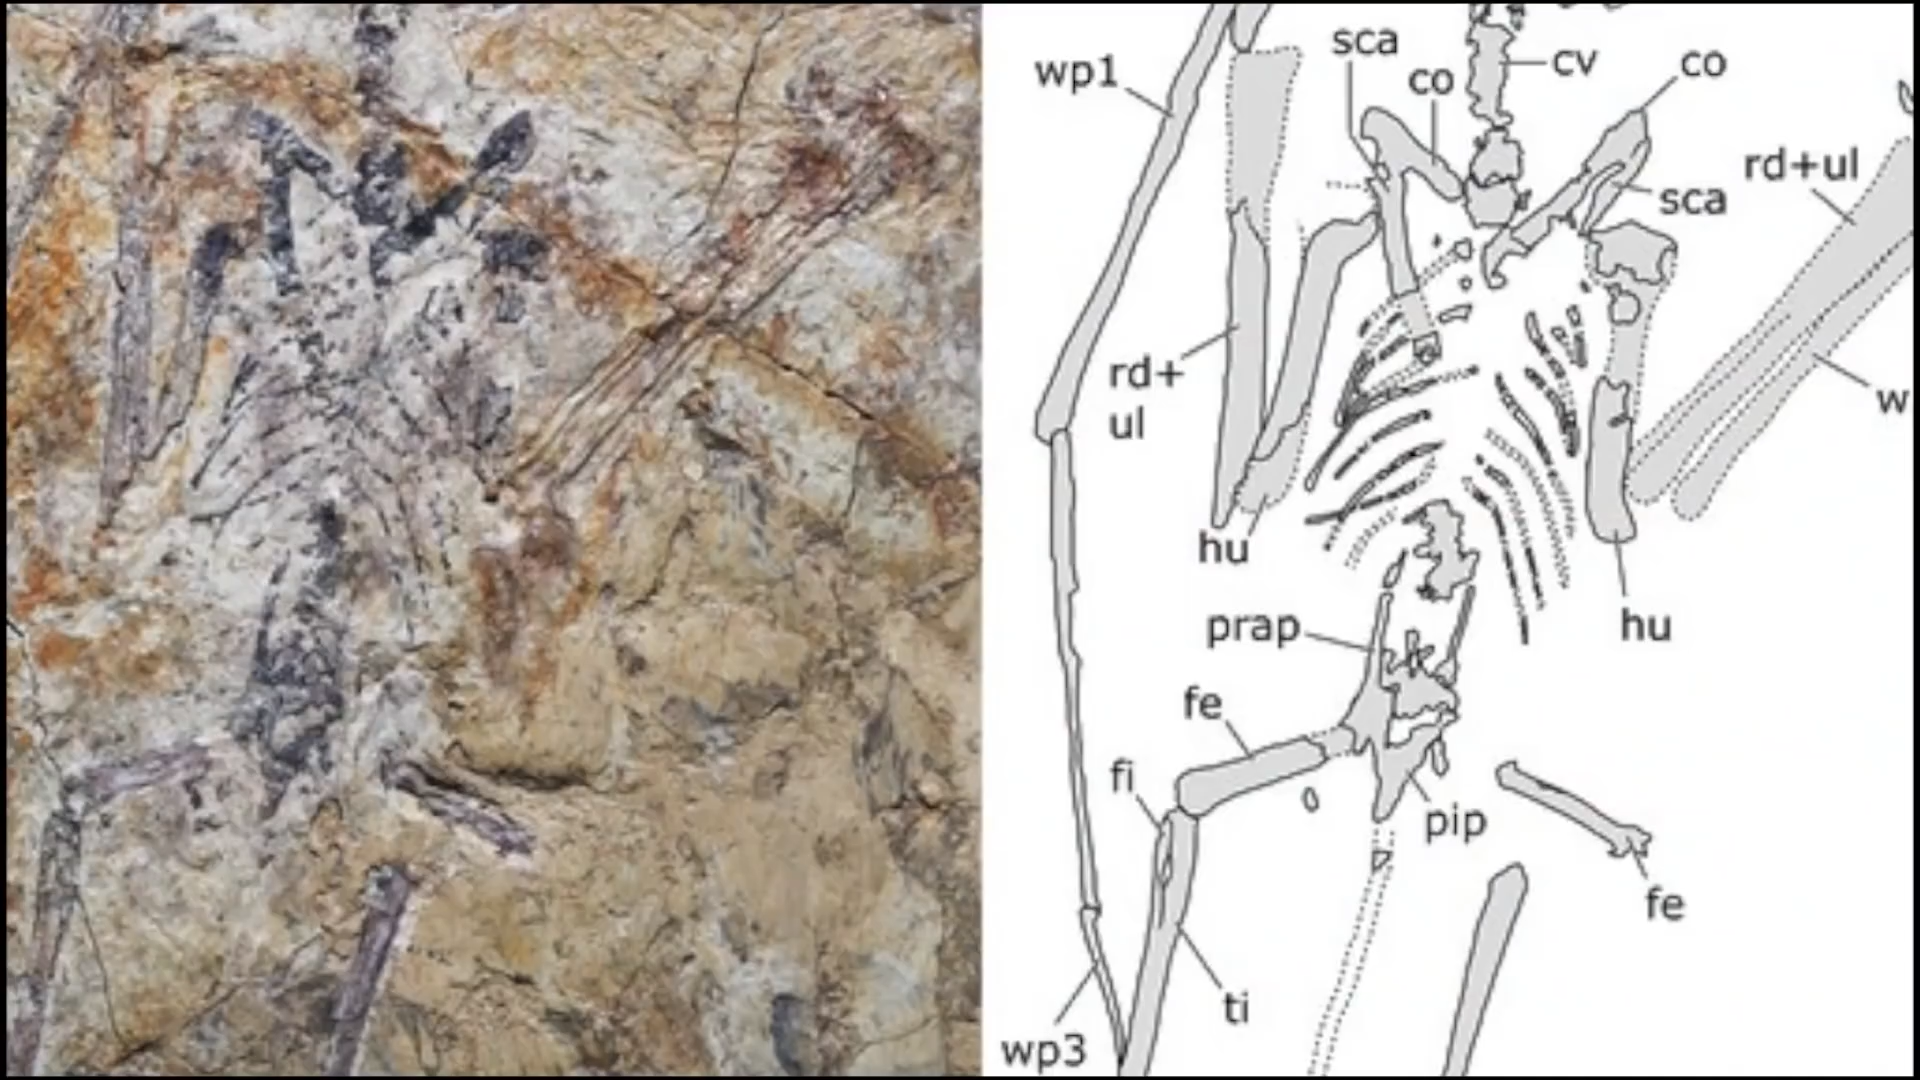 sca
wp1
co
cv
co
rd+ul
sca
rd+
ul
w
hu
prap
hu
fe
fi
pip
fe
ti
wp3